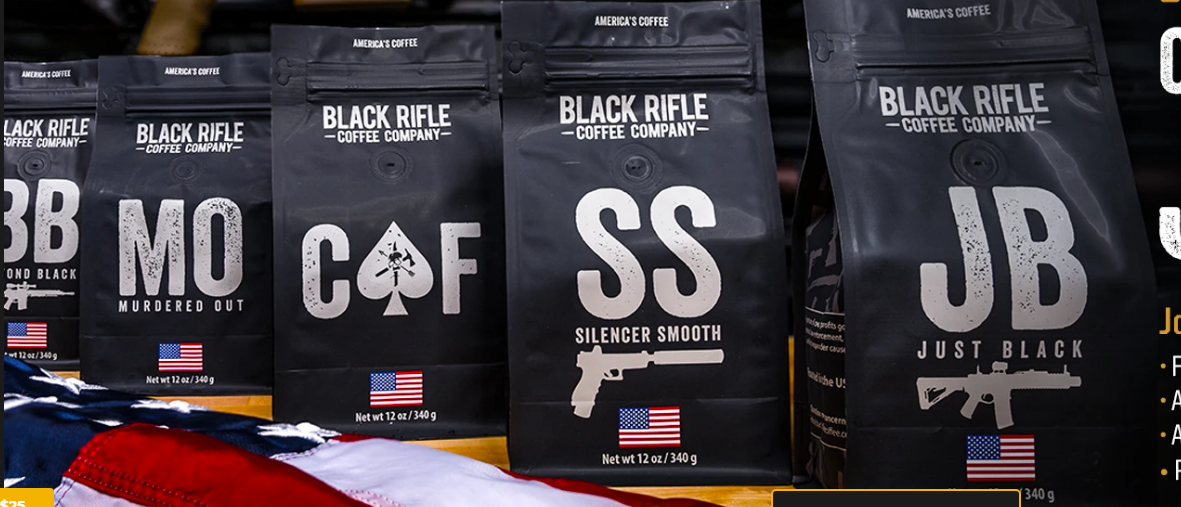 AMERICA'S COFFEE
LACK RIFLE
COFFEE COMPANY
BB
OND BLACK
Net wt 12 oz / 340 g
AMERICA'S COFFEE
BLACK RIFLE
COFFEE COMPANY
MO
MURDERED OUT
Net wt 12 oz / 340 g
AMERICA'S COFFEE
BLACK RIFLE
COFFEE COMPANY
C F
Net wt 12 oz / 340 g
AMERICA'S COFFEE
BLACK RIFLE
COFFEE COMPANY
SS
SILENCER SMOOTH
Net wt 12 oz / 340 g
AMERICA'S COFFEE
BLACK RIFLE
COFFEE COMPANY
JB
JUST BLACK
340 g
$25